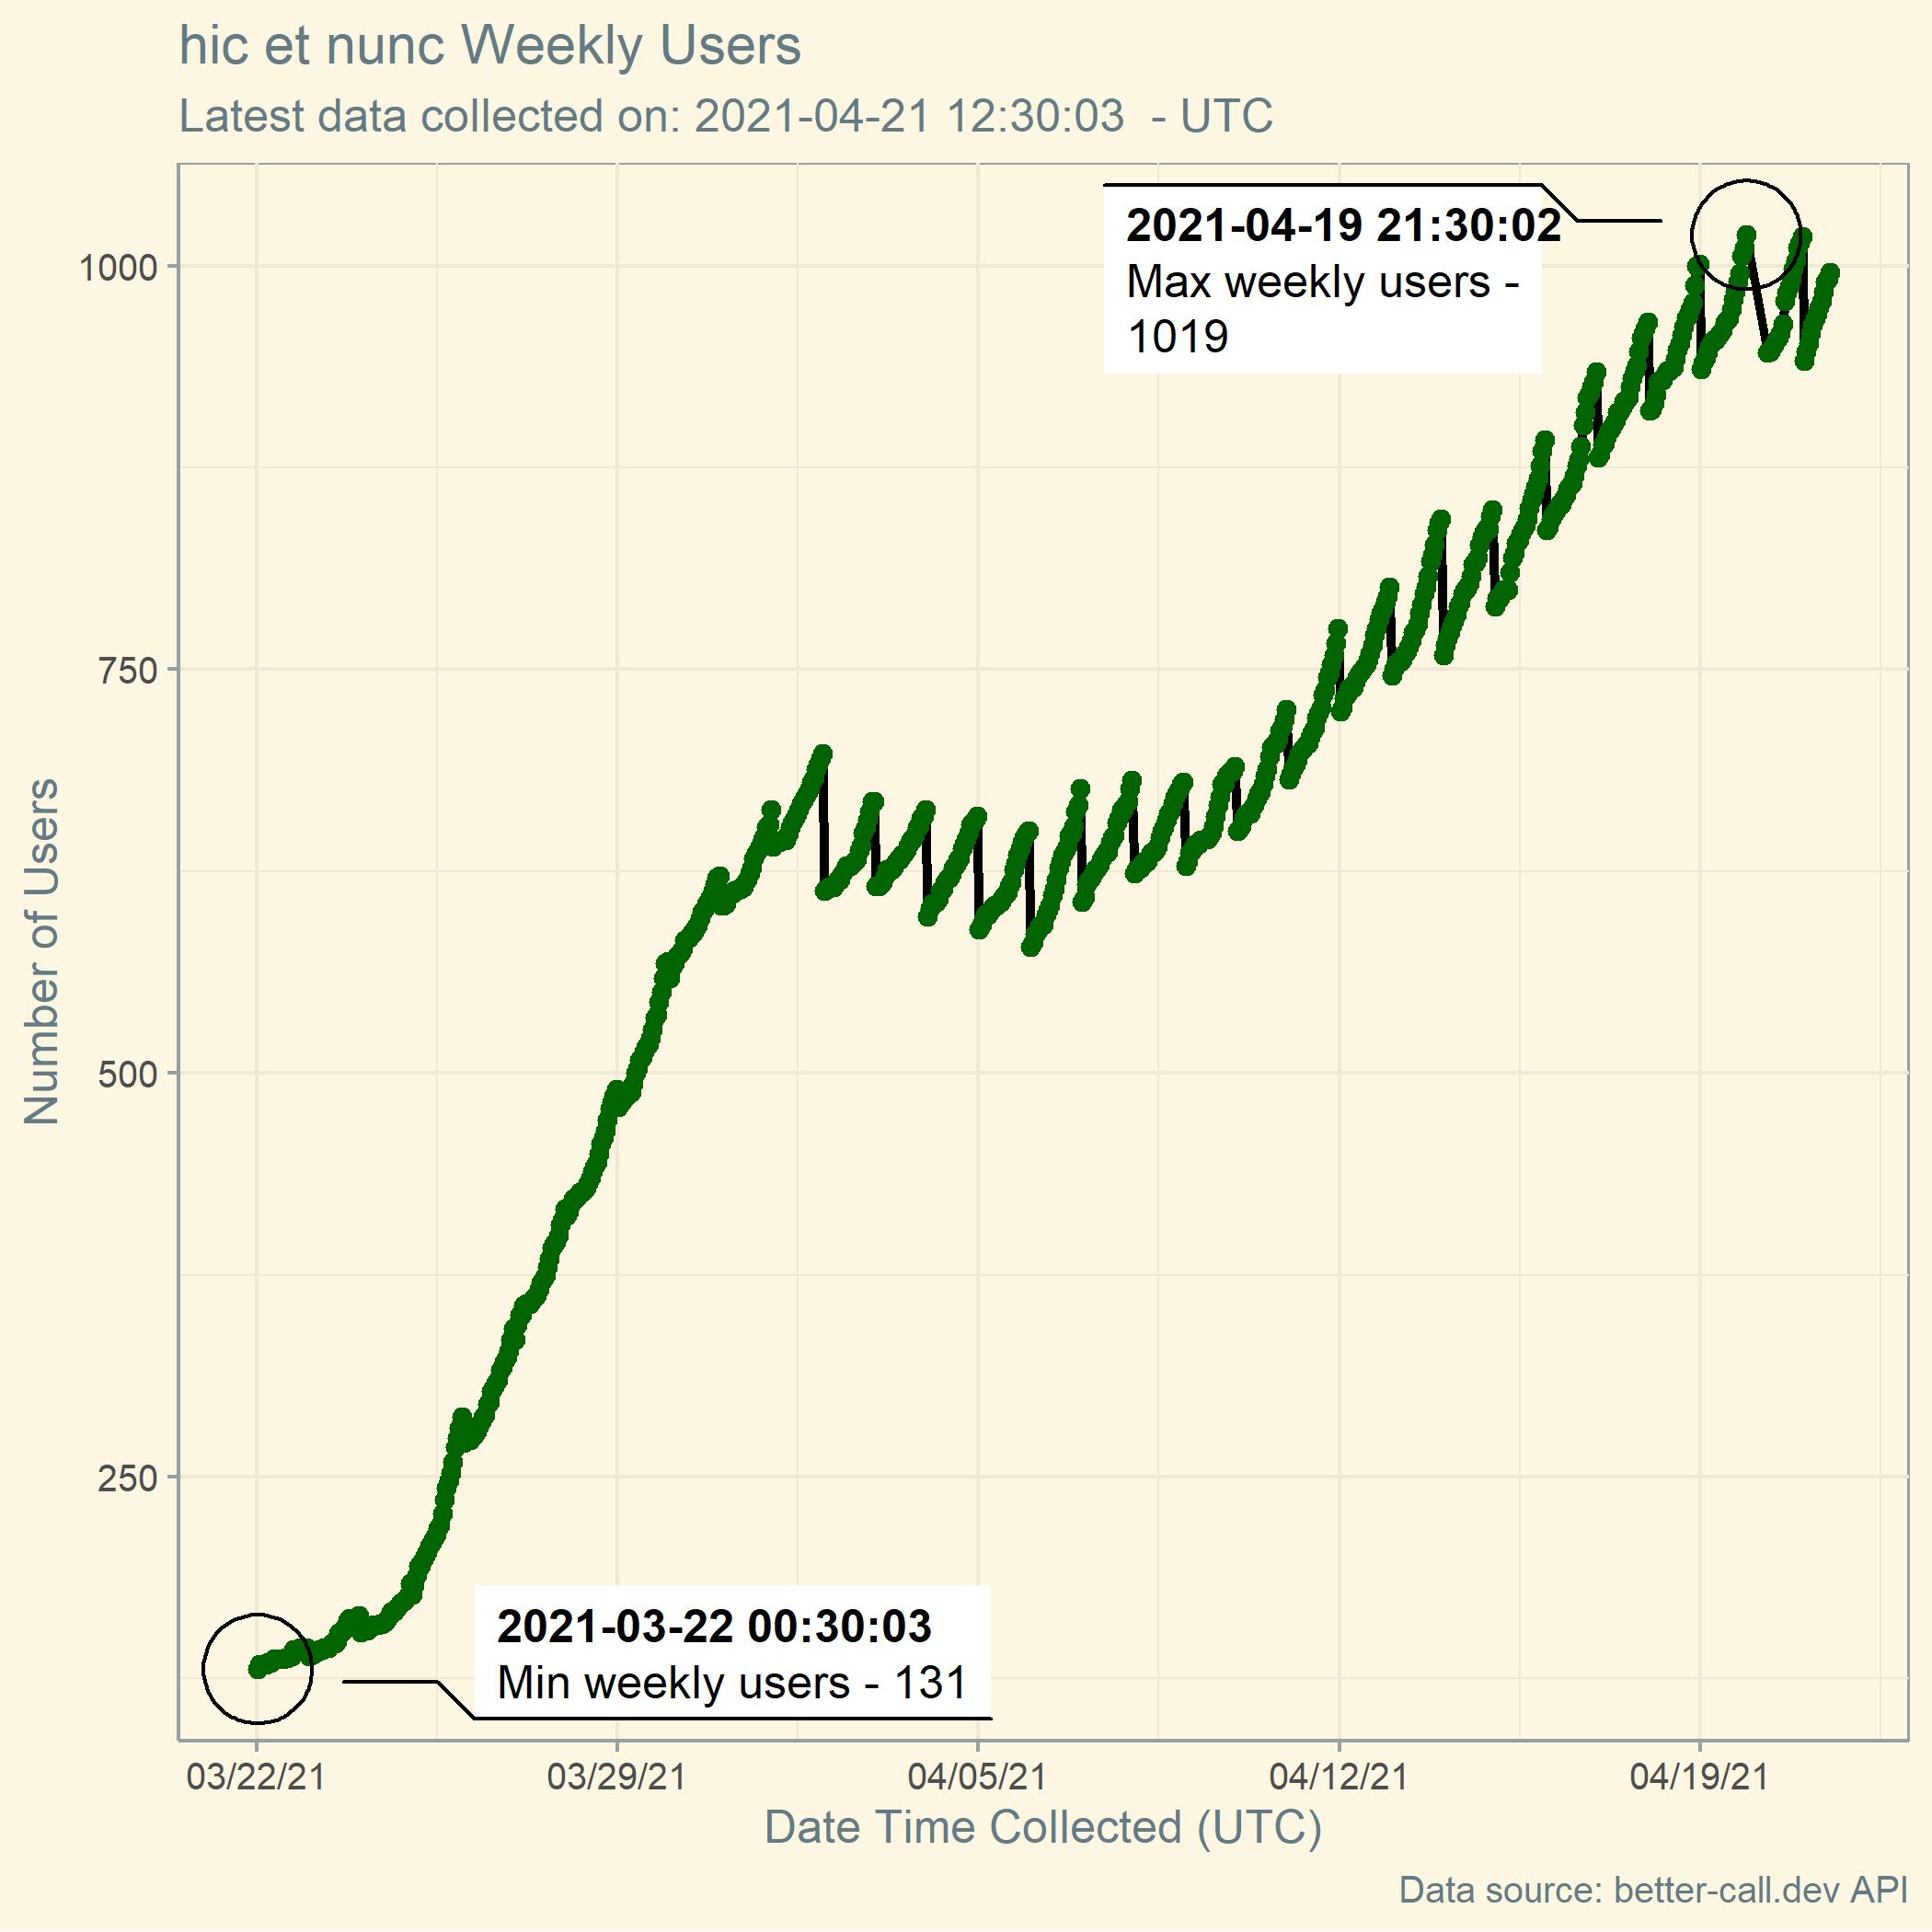 hic et nunc Weekly Users
Latest data collected on: 2021-04-21 12:30:03  - UTC
2021-04-19 21:30:02
Max weekly users -
1019
1000
750
500
250
Number of Users
2021-03-22 00:30:03
Min weekly users - 131
03/22/21 03/29/21 04/05/21 04/12/21 04/19/21
Date Time Collected (UTC)
Data source: better-call.dev API